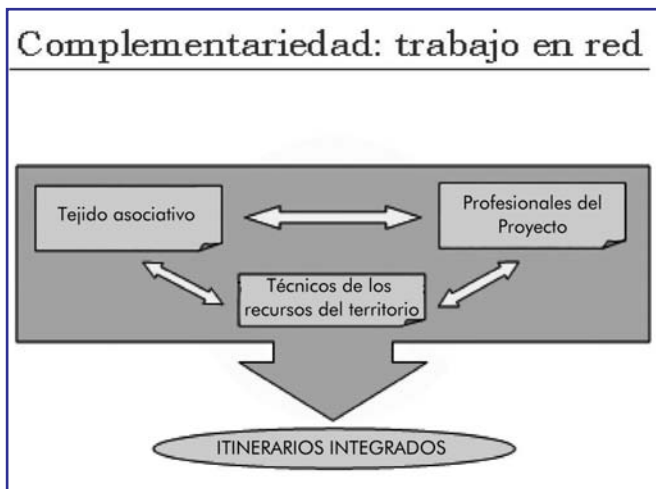 Complementariedad: trabajo en red
Tejido asociativo
Profesionales del
Proyecto
Técnicos de los
recursos del territorio
ITINERARIOS INTEGRADOS